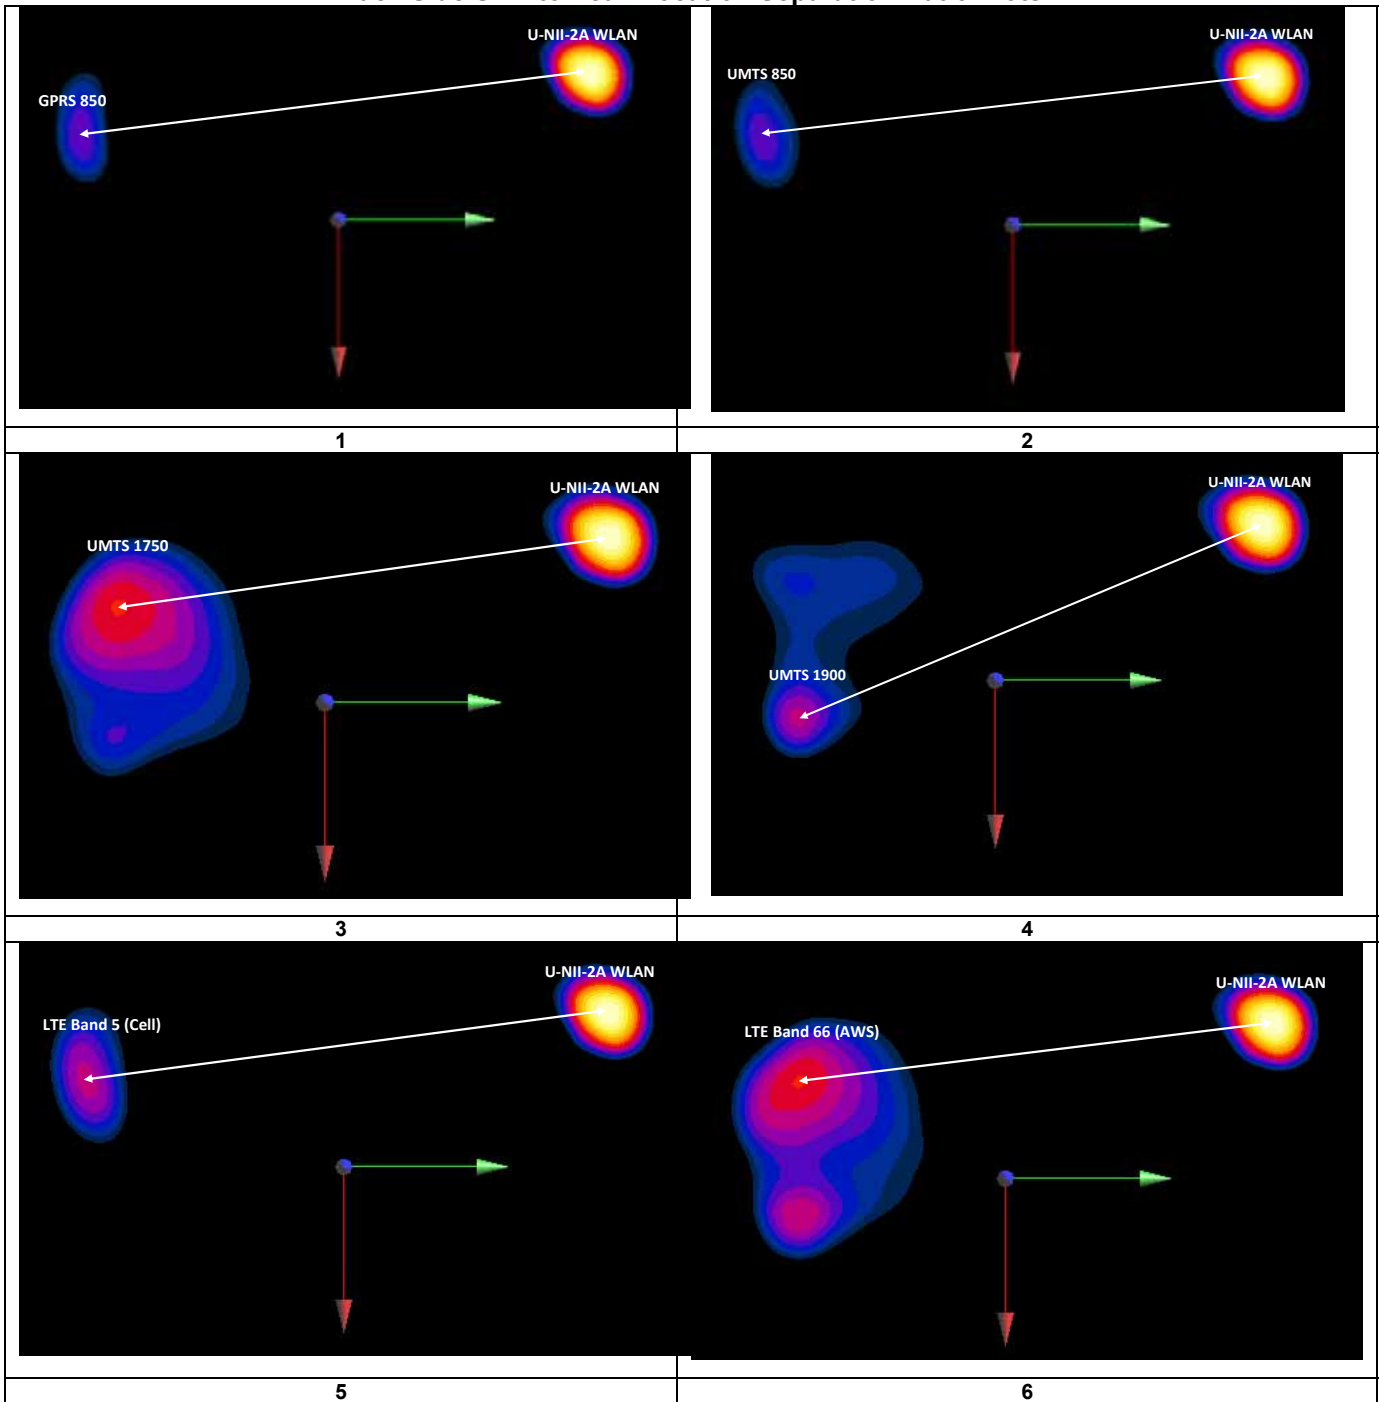 U-NII-2A WLAN
GPRS 850
U-NII-2A WLAN
UMTS 850
1
2
U-NII-2A WLAN
UMTS 1750
U-NII-2A WLAN
UMTS 1900
3
4
U-NII-2A WLAN
LTE Band 5 (Cell)
U-NII-2A WLAN
LTE Band 66 (AWS)
5
6